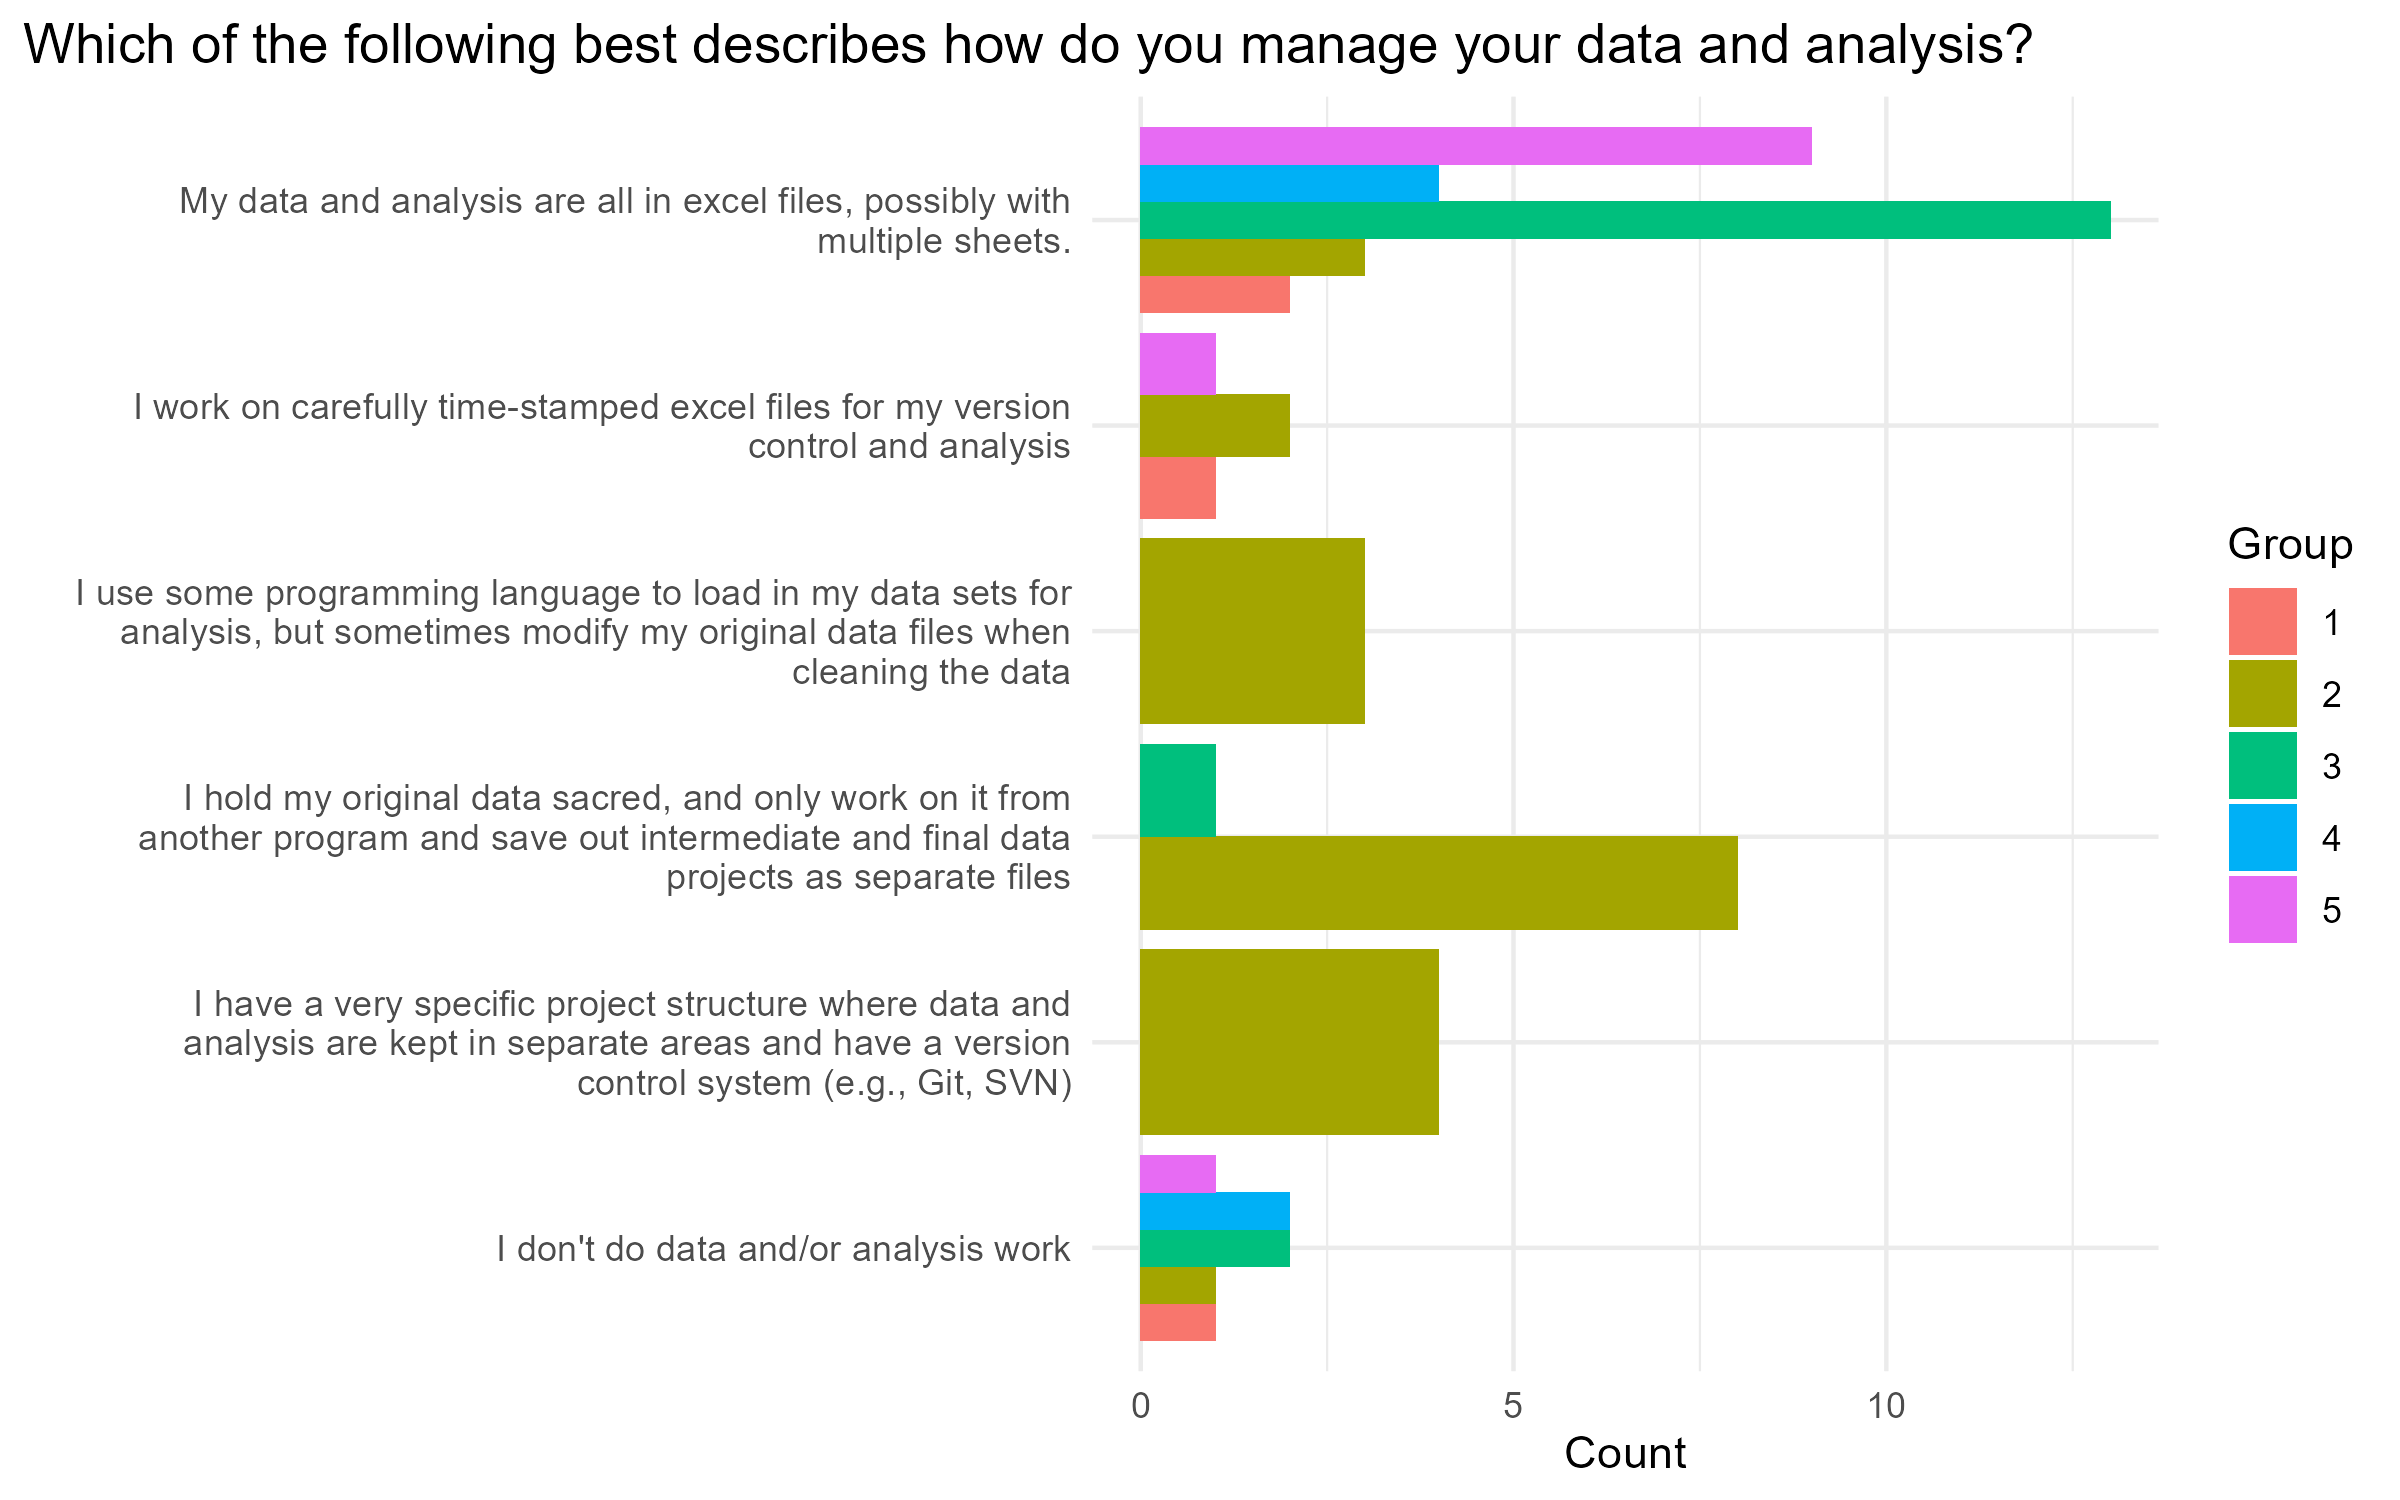 Which of the following best describes how do you manage your data and analysis?
My data and analysis are all in excel files, possibly with
multiple sheets.
I work on carefully time-stamped excel files for my version
control and analysis
I use some programming language to load in my data sets for
analysis, but sometimes modify my original data files when
cleaning the data
I hold my original data sacred, and only work on it from
another program and save out intermediate and final data
projects as separate files
I have a very specific project structure where data and
analysis are kept in separate areas and have a version
control system (e.g., Git, SVN)
I don't do data and/or analysis work
0
5
10
Count
Group
1
2
3
4
5